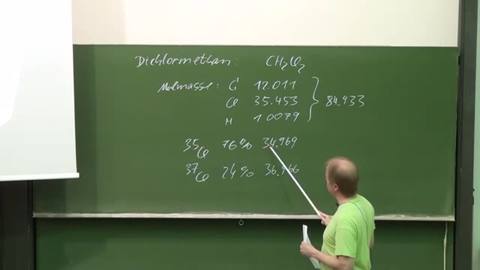 Dichlormethan: CH2Cl2
Molmasse: C 12.011
Cl 35.453 } 84.933
H 1.0079
35Cl 76% 34.969
37Cl 24% 36.966